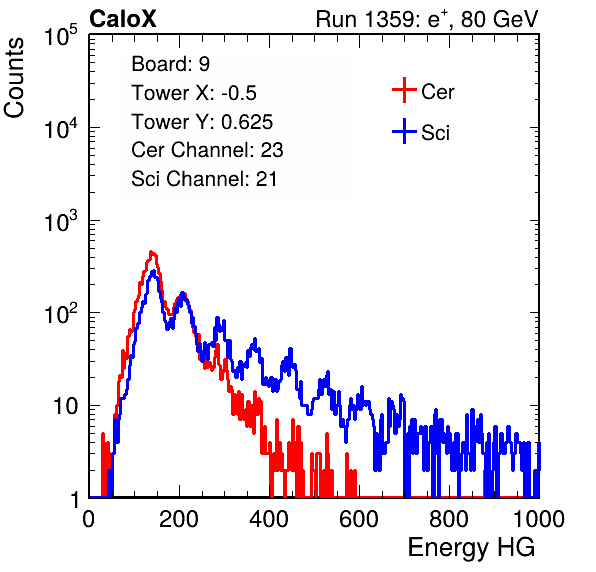 CaloX Run 1359: e⁺, 80 GeV
Counts
Board: 9
Tower X: -0.5
Tower Y: 0.625
Cer Channel: 23
Sci Channel: 21
Cer
Sci
10⁵
10⁴
10³
10²
10
1
0 200 400 600 800 1000
Energy HG